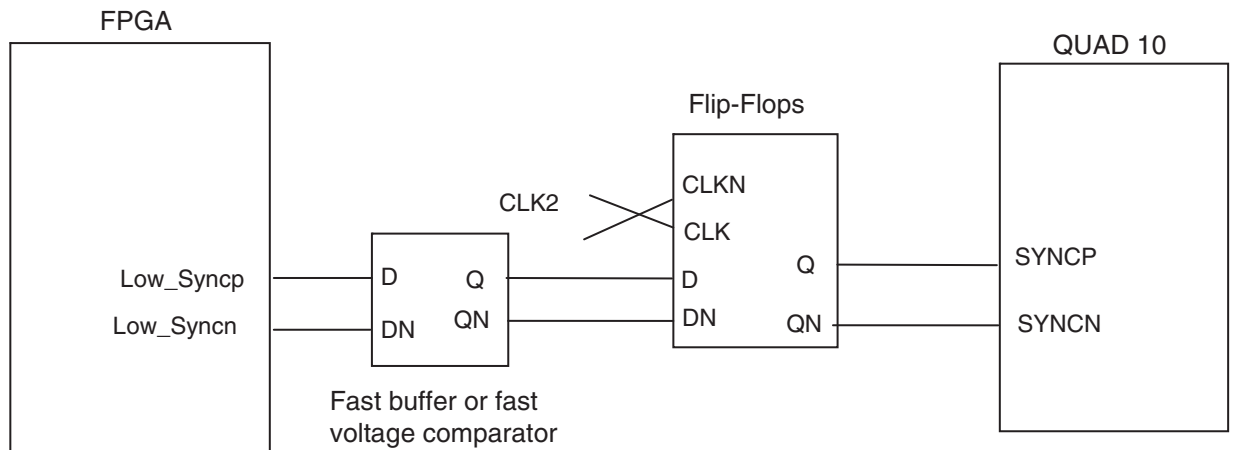 FPGA
QUAD 10
Flip-Flops
CLKN
CLK2
CLK
Low_Syncp
D
Q
D
Q
SYNCP
Low_Syncn
DN
QN
DN
QN
SYNCN
Fast buffer or fast
voltage comparator